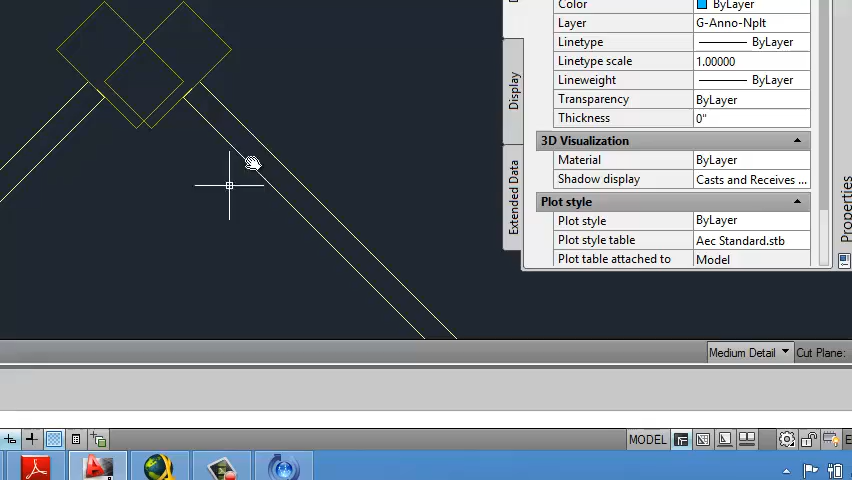 Color ByLayer
Layer G-Anno-Nplt
Linetype ByLayer
Linetype scale 1.00000
Lineweight ByLayer
Transparency ByLayer
Thickness 0"
3D Visualization
Material ByLayer
Shadow display Casts and Receives ...
Plot style
Plot style ByLayer
Plot style table Aec Standard.stb
Plot table attached to Model
Display
Extended Data
Properties
Medium Detail Cut Plane:
MODEL